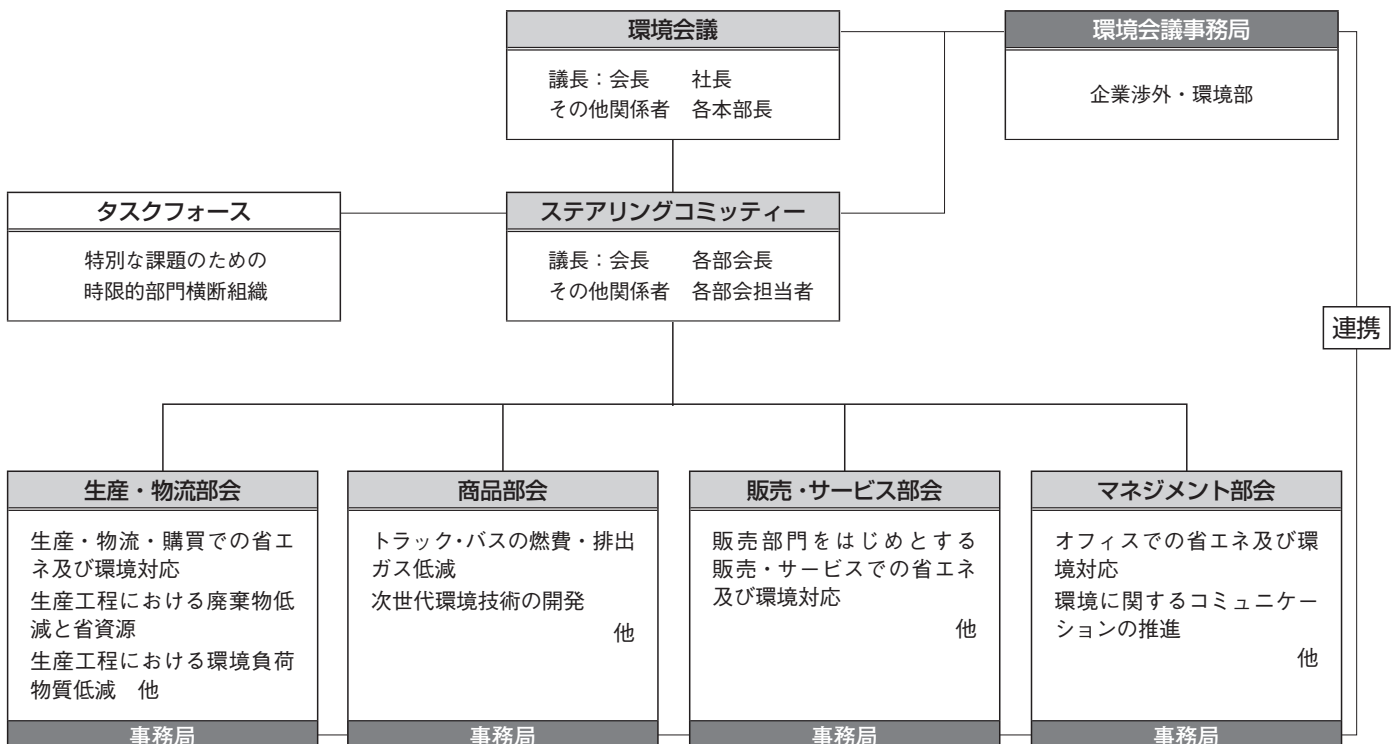 環境会議
議長：会長　社長
その他関係者　各本部長
環境会議事務局
企業渉外・環境部
タスクフォース
特別な課題のための
時限的部門横断組織
ステアリングコミッティー
議長：会長　各部会長
その他関係者　各部会担当者
連携
生産・物流部会
生産・物流・購買での省エ
ネ及び環境対応
生産工程における廃棄物低
減と省資源
生産工程における環境負荷
物質低減　他
事務局
商品部会
トラック・バスの燃費・排出
ガス低減
次世代環境技術の開発
他
事務局
販売・サービス部会
販売部門をはじめとする
販売・サービスでの省エネ
及び環境対応
他
事務局
マネジメント部会
オフィスでの省エネ及び環
境対応
環境に関するコミュニケー
ションの推進
他
事務局